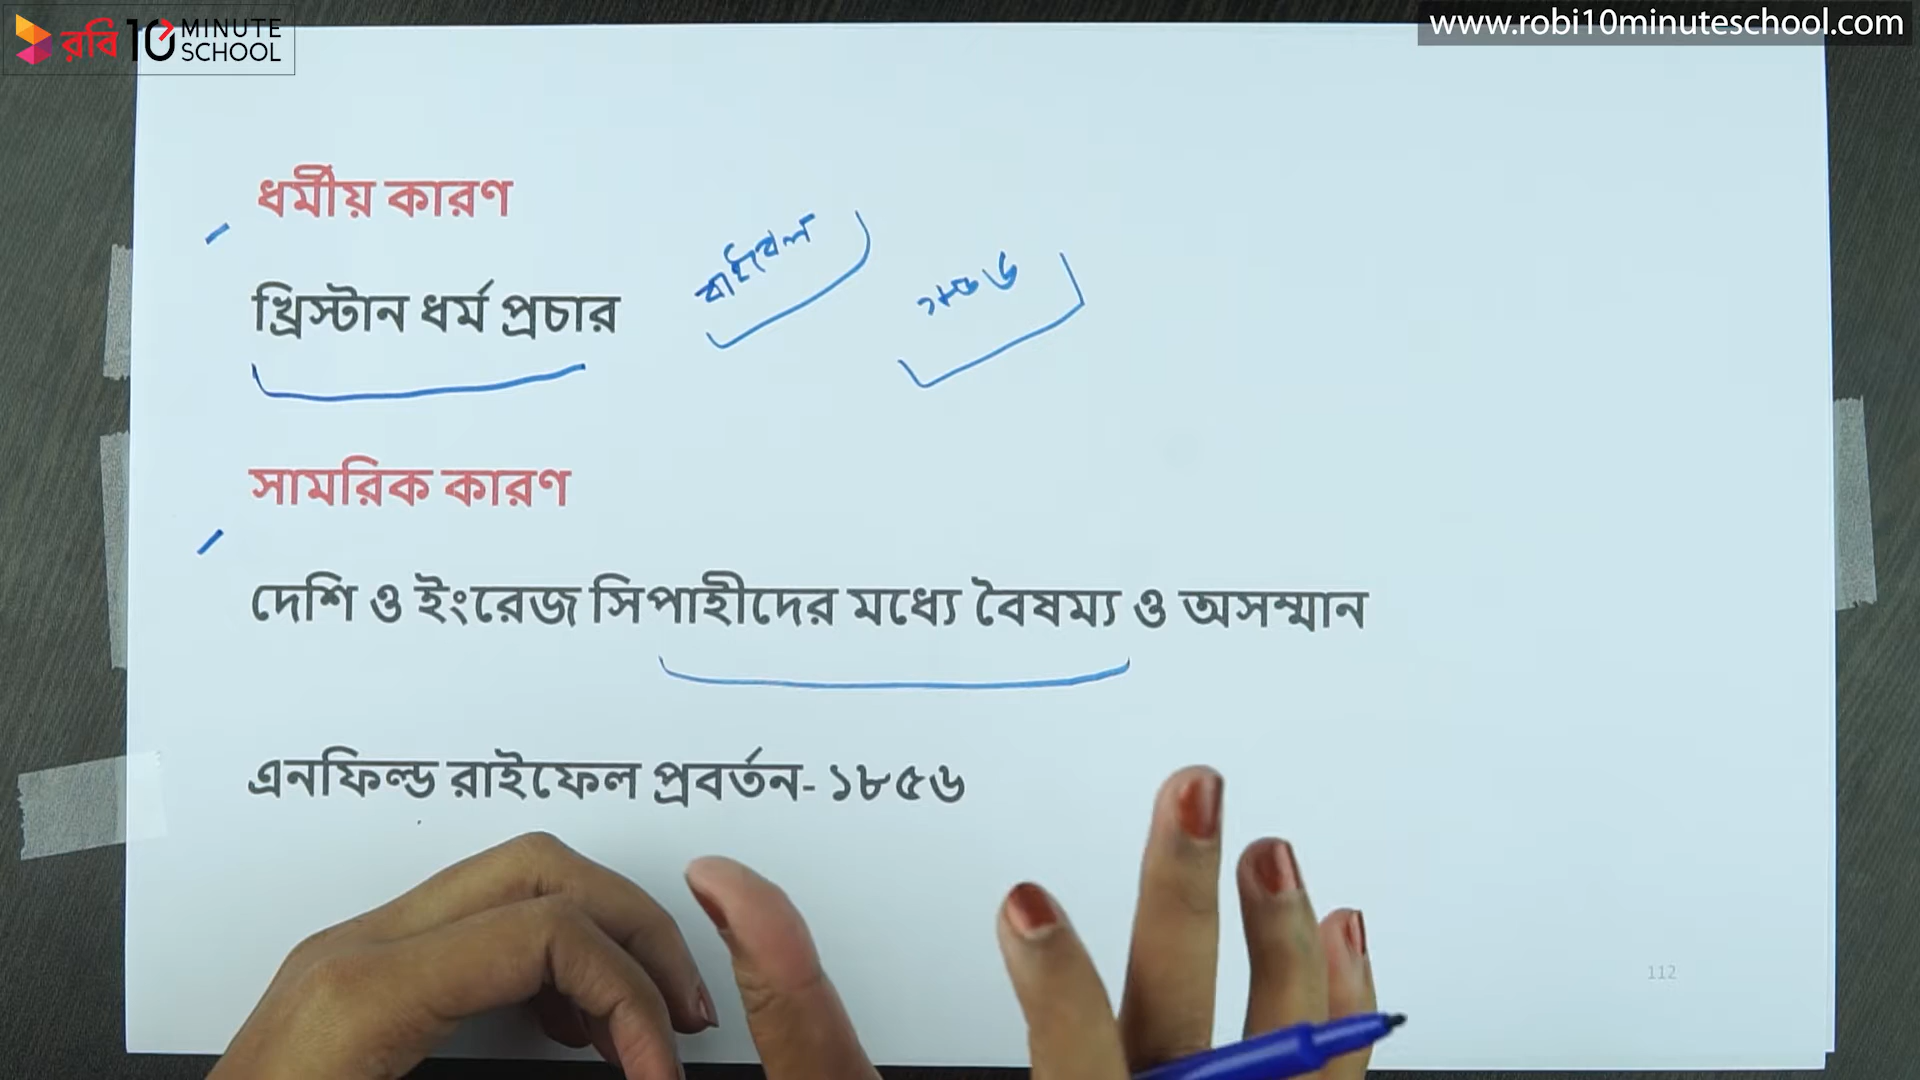 রবি 10 MINUTE SCHOOL
www.robi10minuteschool.com
ধর্মীয় কারণ
খ্রিস্টান ধর্ম প্রচার
বাইবেল
১৮৫৬
সামরিক কারণ
দেশি ও ইংরেজ সিপাহীদের মধ্যে বৈষম্য ও অসম্মান
এনফিল্ড রাইফেল প্রবর্তন- ১৮৫৬
112